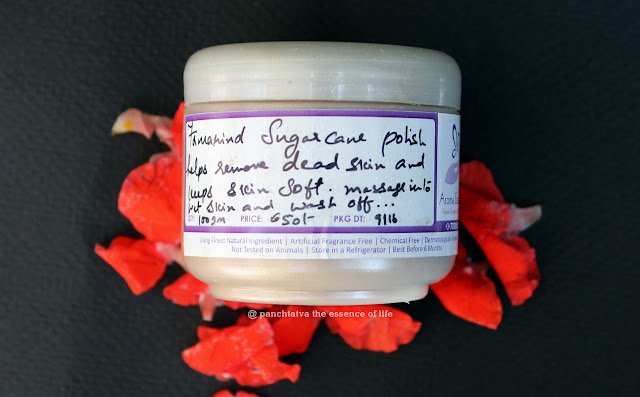 Tamarind Sugarcane polish
helps remove dead skin and
keeps skin soft. massage into
wet skin and wash off...
100gm PRICE: 650/- PKG DT: 9/16
Using Finest Natural Ingredient | Artificial Fragrance Free | Chemical Free | Dermatologically
Not Tested on Animals | Store in a Refrigerator | Best Before 6 Months
Aroma
@ panchtatva the essence of life